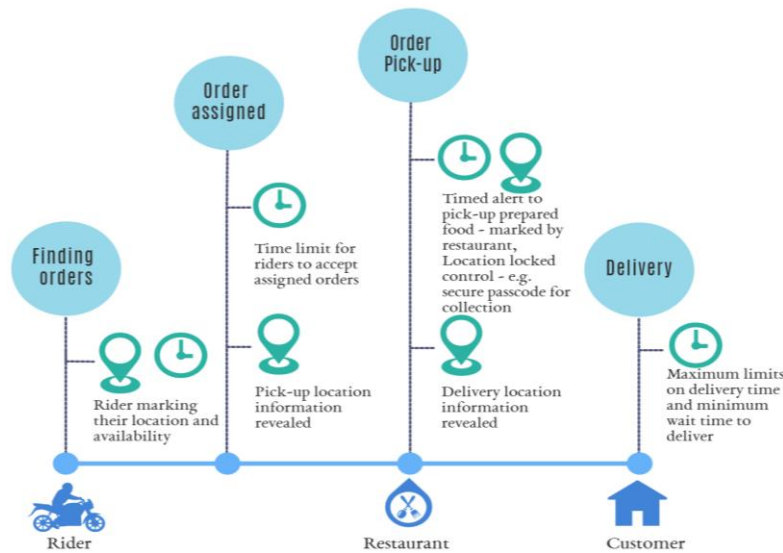 Order
Pick-up
Order
assigned
Timed alert to
pick-up prepared
food - marked by
restaurant,
Location locked
control - e.g.
secure passcode for
collection
Finding
orders
Time limit for
riders to accept
assigned orders
Delivery
Rider marking
their location and
availability
Pick-up location
information
revealed
Delivery location
information
revealed
Maximum limits
on delivery time
and minimum
wait time to
deliver
Rider
Restaurant
Customer